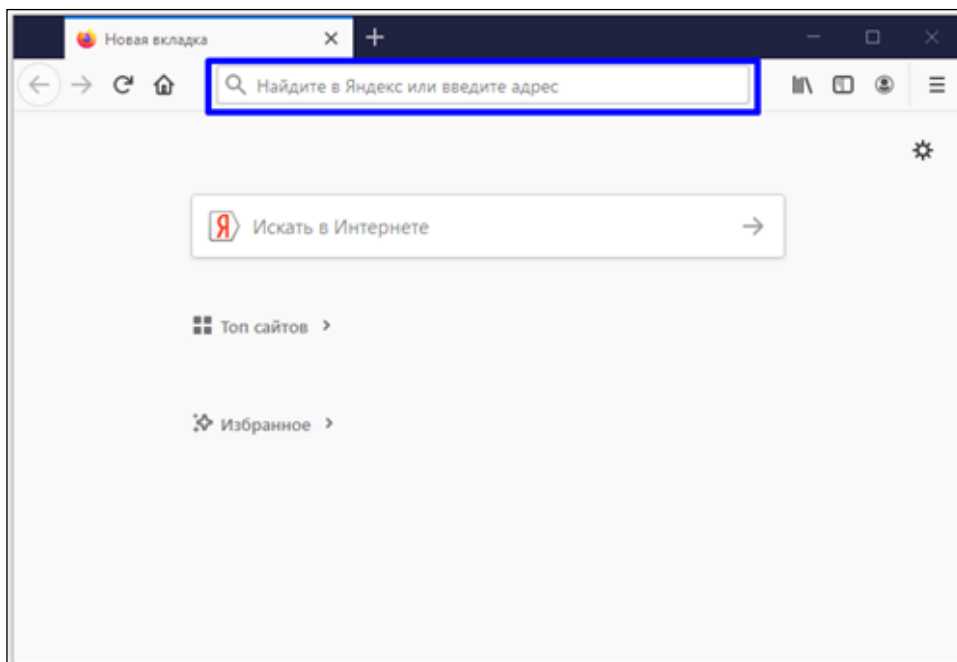 Новая вкладка
Найдите в Яндекс или введите адрес
Я
Искать в Интернете
Топ сайтов
Избранное